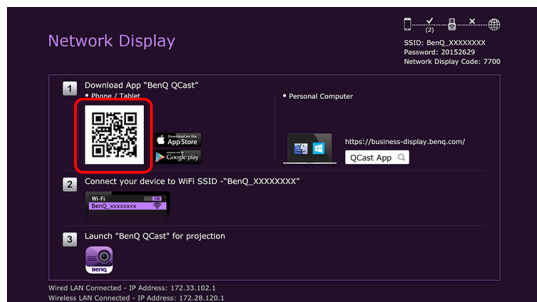 Network Display
(2)
SSID: BenQ_XXXXXXXX
Password: 20152629
Network Display Code: 7700
1
Download App “BenQ QCast”
• Phone / Tablet
• Personal Computer
Download on the
App Store
Google play
https://business-display.benq.com/
QCast App
2
Connect your device to WiFi SSID -“BenQ_XXXXXXXX”
Wi-Fi
BenQ_xxxxxxxx
3
Launch "BenQ QCast” for projection
BenQ
Wired LAN Connected - IP Address: 172.33.102.1
Wireless LAN Connected - IP Address: 172.28.120.1